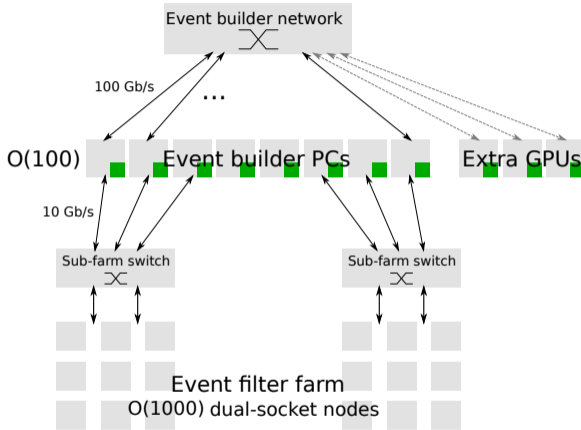 Event builder network
100 Gb/s
...
O(100)
Event builder PCs
Extra GPUs
10 Gb/s
Sub-farm switch
Sub-farm switch
Event filter farm
O(1000) dual-socket nodes